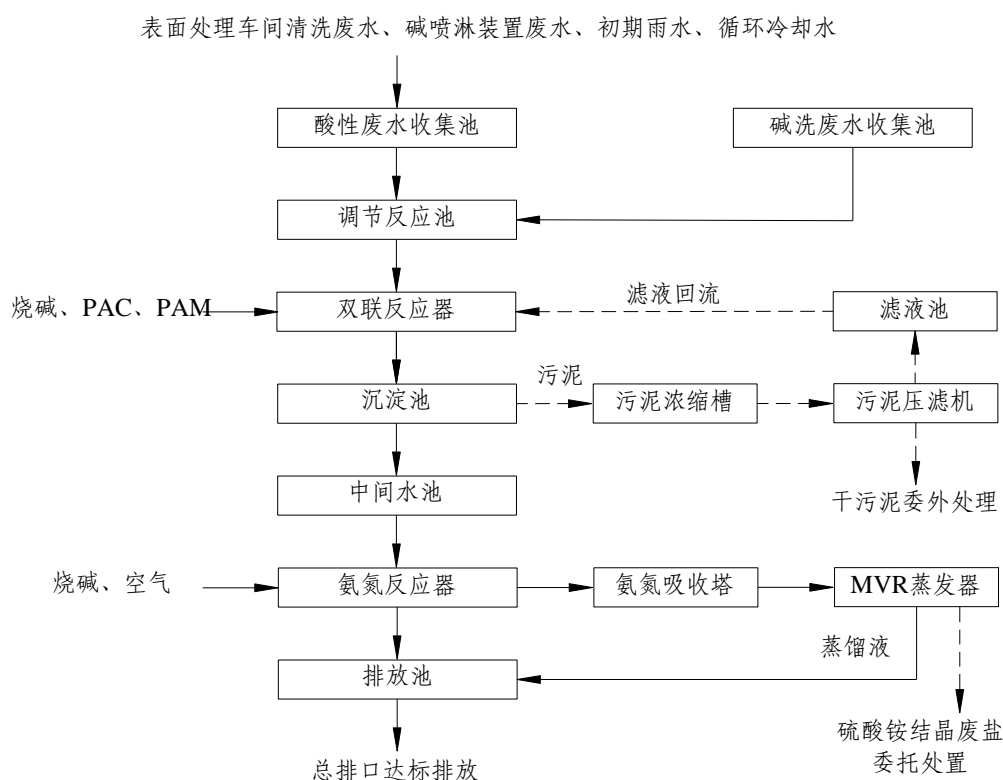 表面处理车间清洗废水、碱喷淋装置废水、初期雨水、循环冷却水
酸性废水收集池
碱洗废水收集池
调节反应池
烧碱、PAC、PAM
双联反应器
滤液回流
滤液池
沉淀池
污泥
污泥浓缩槽
污泥压滤机
中间水池
干污泥委外处理
烧碱、空气
氨氮反应器
氨氮吸收塔
MVR蒸发器
蒸馏液
排放池
硫酸铵结晶废盐
委托处置
总排口达标排放